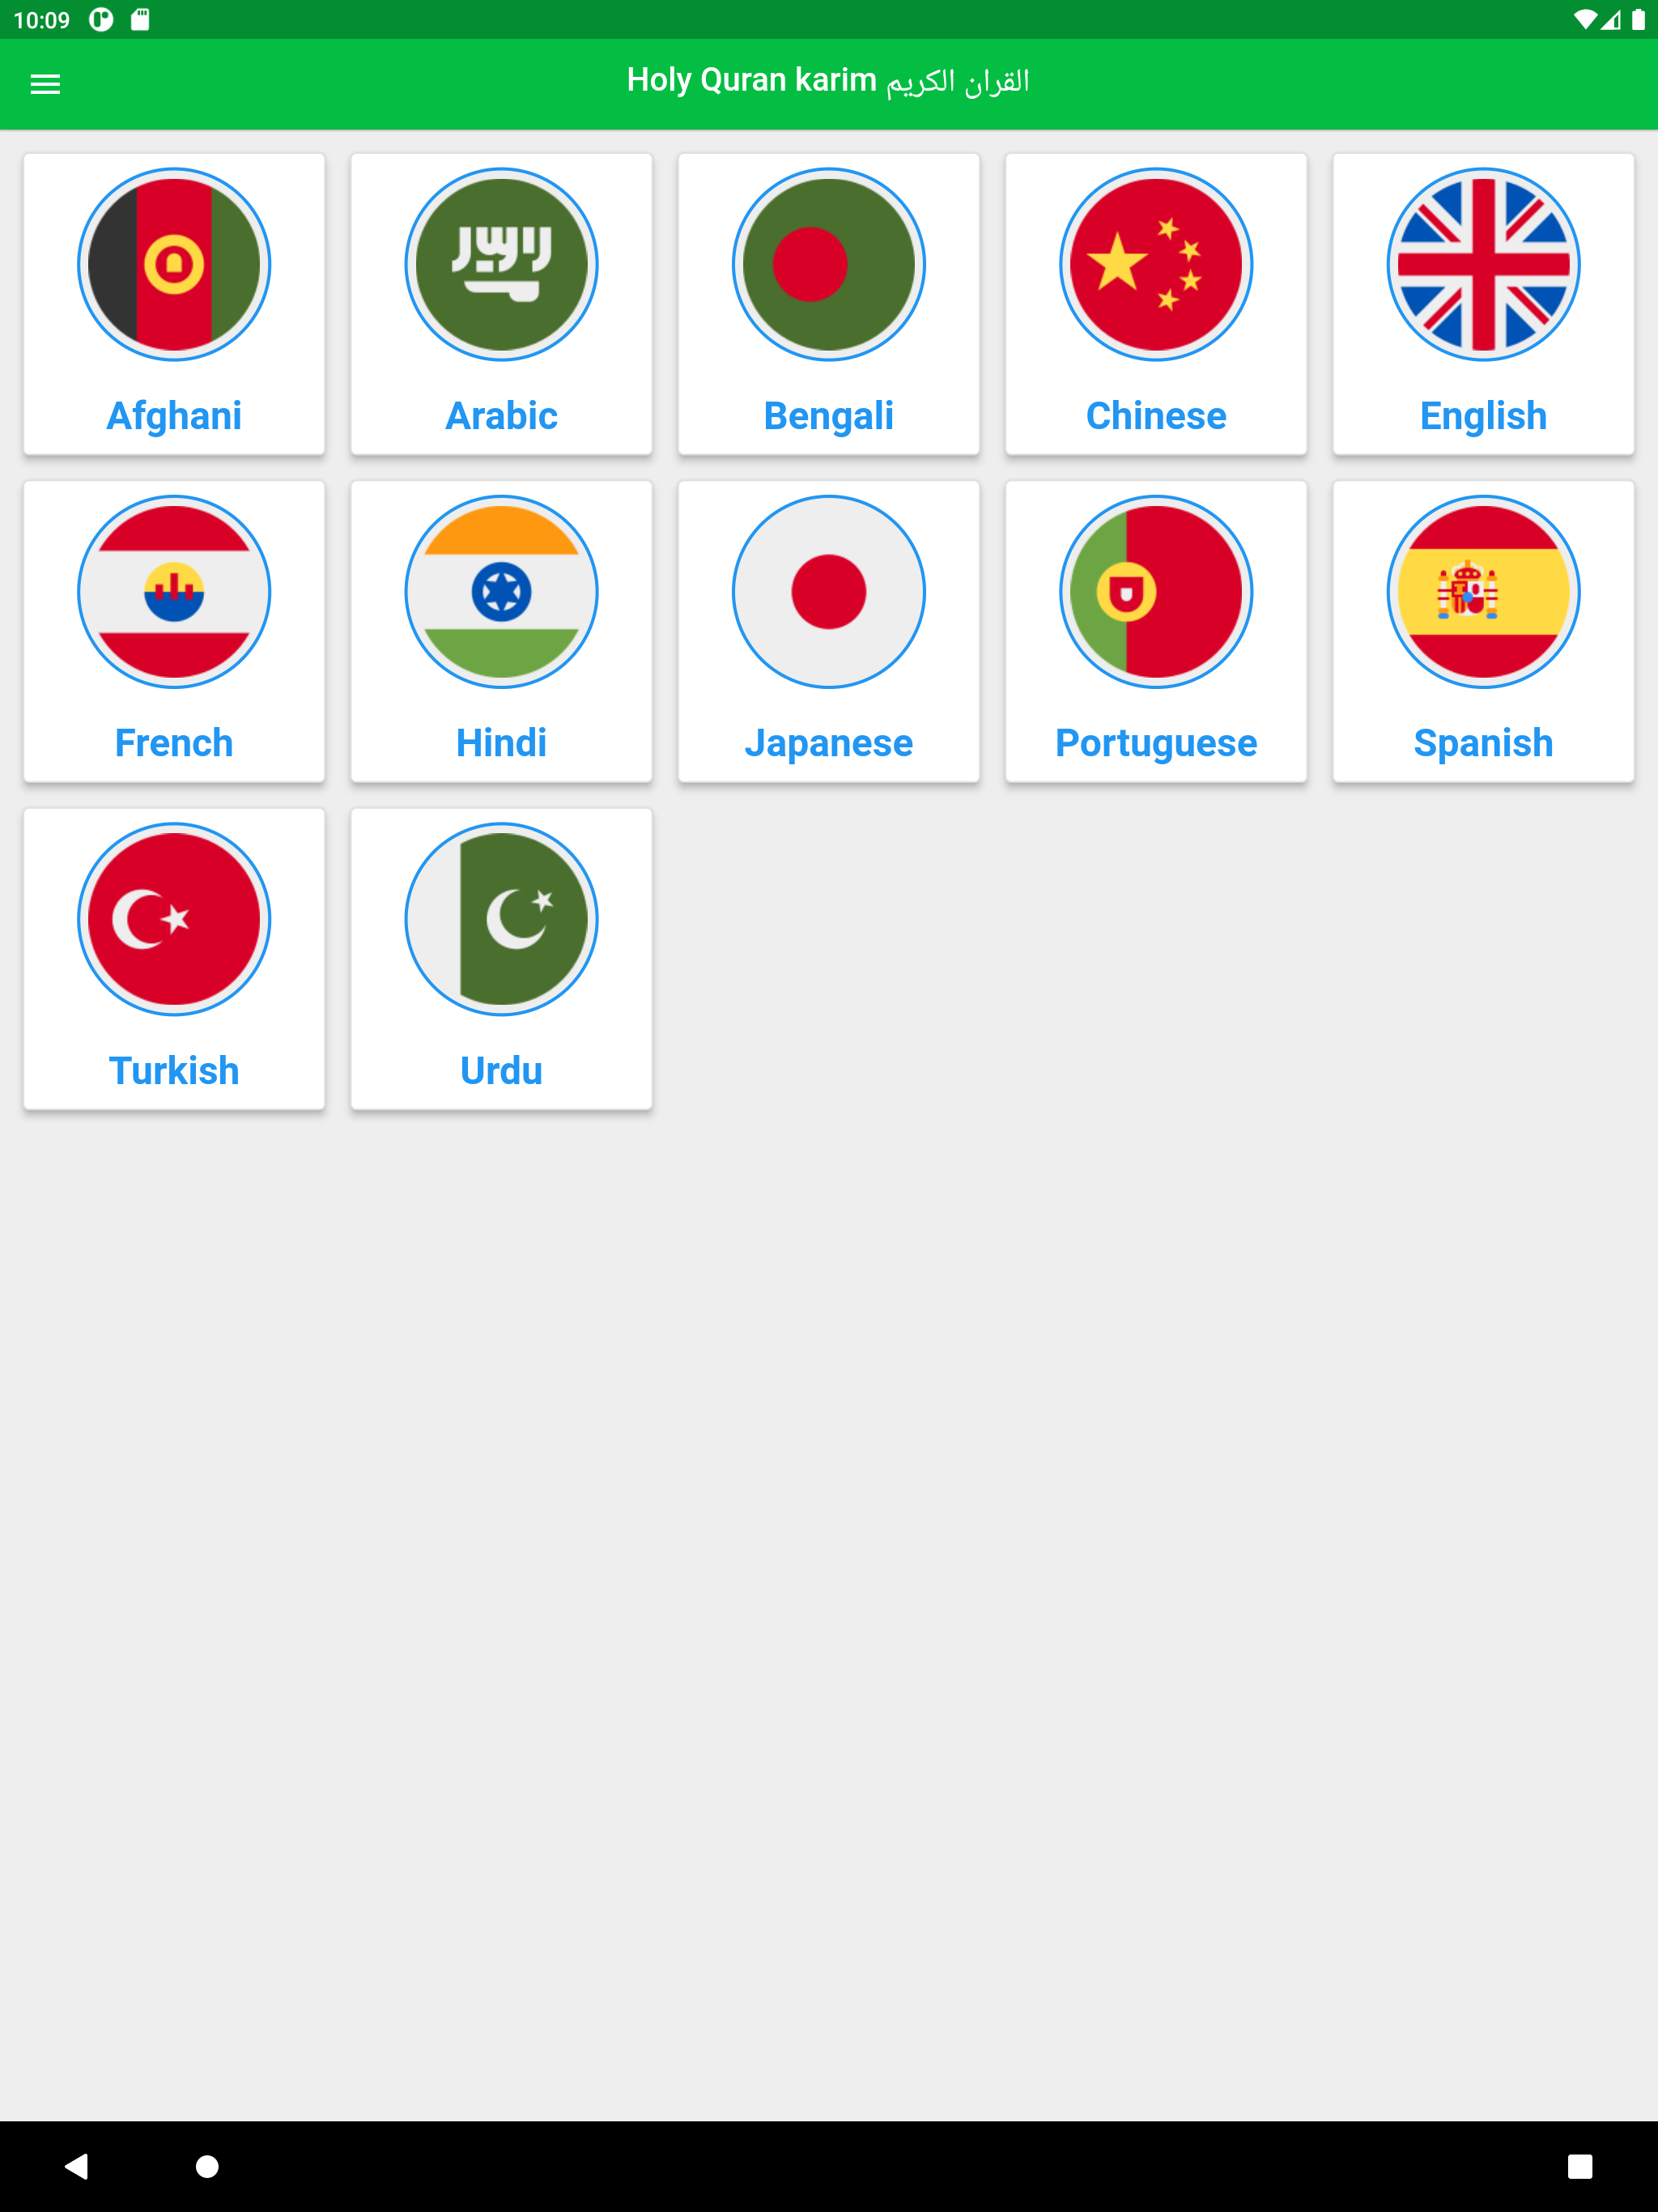 10:09
Holy Quran karim القران الكريم
Afghani
Arabic
Bengali
Chinese
English
French
Hindi
Japanese
Portuguese
Spanish
Turkish
Urdu